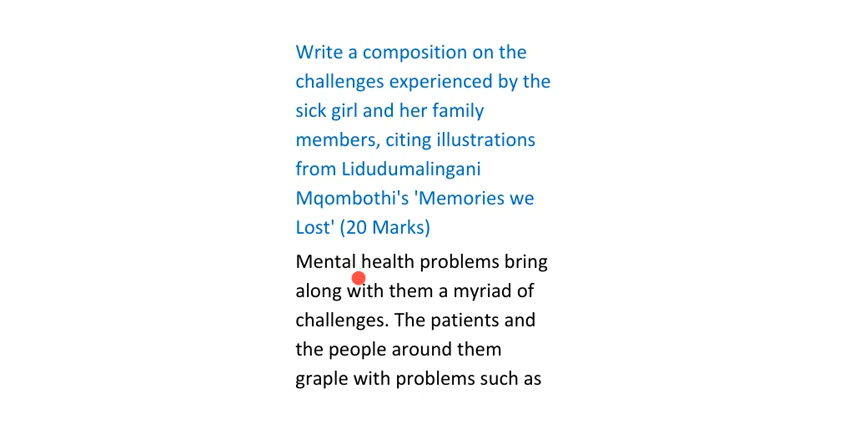 Write a composition on the
challenges experienced by the
sick girl and her family
members, citing illustrations
from Lidudumalingani
Mqombothi's 'Memories we
Lost' (20 Marks)
Mental health problems bring
along with them a myriad of
challenges. The patients and
the people around them
graple with problems such as